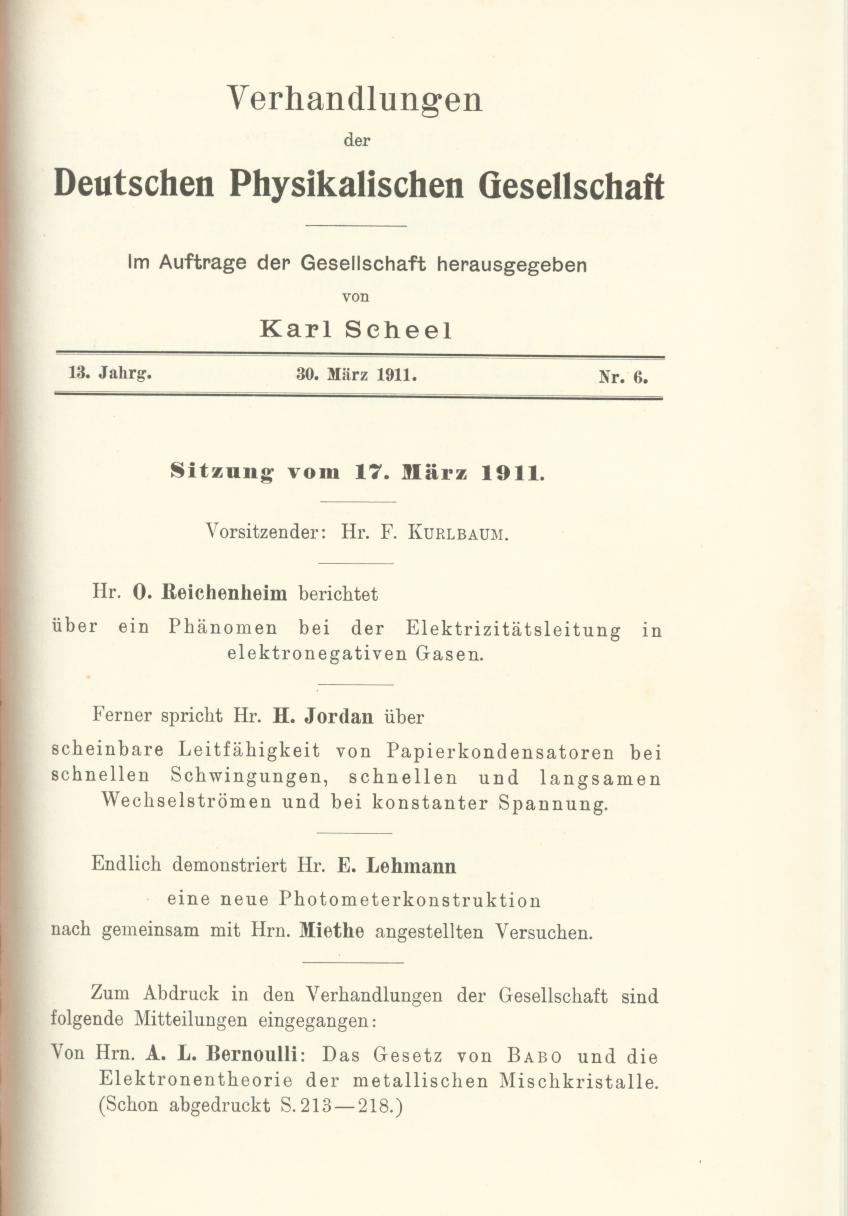 Verhandlungen
der
Deutschen Physikalischen Gesellschaft
Im Auftrage der Gesellschaft herausgegeben
von
Karl Scheel
13. Jahrg. 30. März 1911. Nr. 6.
Sitzung vom 17. März 1911.
Vorsitzender: Hr. F. KURLBAUM.
Hr. O. Reichenheim berichtet
über ein Phänomen bei der Elektrizitätsleitung in
elektronegativen Gasen.
Ferner spricht Hr. H. Jordan über
scheinbare Leitfähigkeit von Papierkondensatoren bei
schnellen Schwingungen, schnellen und langsamen
Wechselströmen und bei konstanter Spannung.
Endlich demonstriert Hr. E. Lehmann
eine neue Photometerkonstruktion
nach gemeinsam mit Hrn. Miethe angestellten Versuchen.
Zum Abdruck in den Verhandlungen der Gesellschaft sind
folgende Mitteilungen eingegangen:
Von Hrn. A. L. Bernoulli: Das Gesetz von BABO und die
Elektronentheorie der metallischen Mischkristalle.
(Schon abgedruckt S. 213—218.)